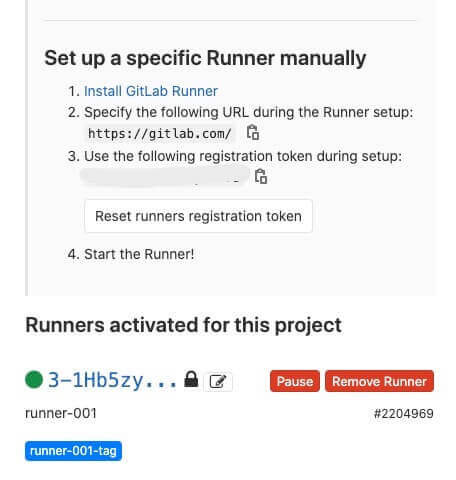 Set up a specific Runner manually
1. Install GitLab Runner
2. Specify the following URL during the Runner setup:
https://gitlab.com/
3. Use the following registration token during setup:
Reset runners registration token
4. Start the Runner!
Runners activated for this project
3-1Hb5zy...
Pause
Remove Runner
runner-001
#2204969
runner-001-tag